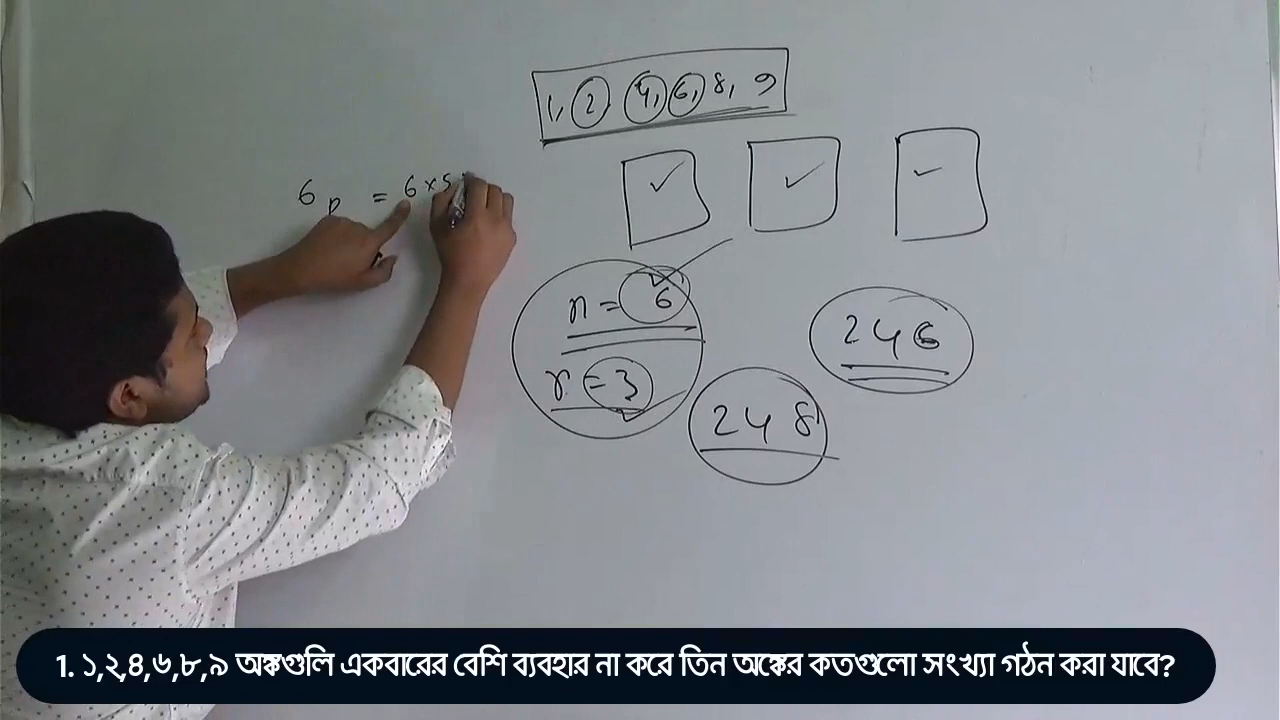 1, 2, 4, 6, 8, 9
6 P = 6 × 5
n = 6
r = 3
246
248
1. ১,২,৪,৬,৮,৯ অঙ্কগুলি একবারের বেশি ব্যবহার না করে তিন অঙ্কের কতগুলো সংখ্যা গঠন করা যাবে?